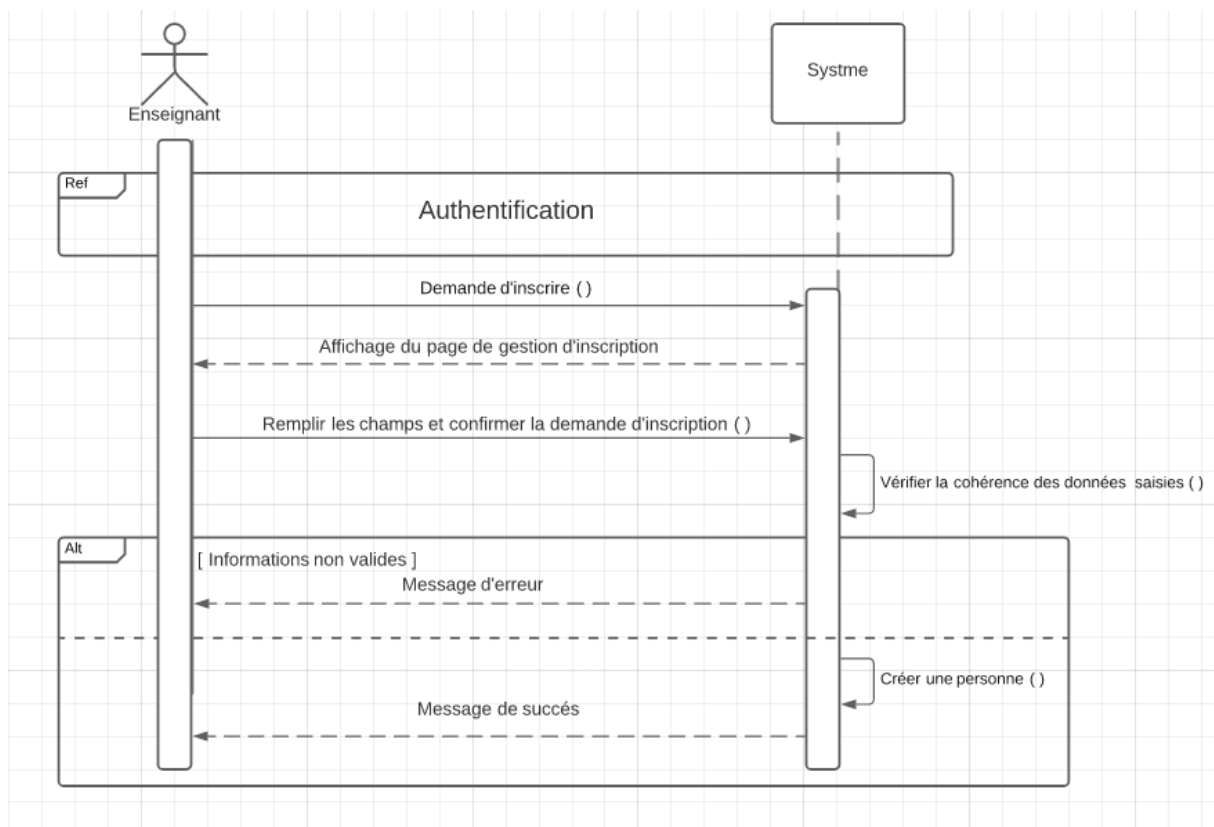 Systme
Enseignant
Ref
Authentification
Demande d'inscrire ( )
Affichage du page de gestion d'inscription
Remplir les champs et confirmer la demande d'inscription ( )
Vérifier la cohérence des données saisies ( )
Alt
[ Informations non valides ]
Message d'erreur
Créer une personne ( )
Message de succés